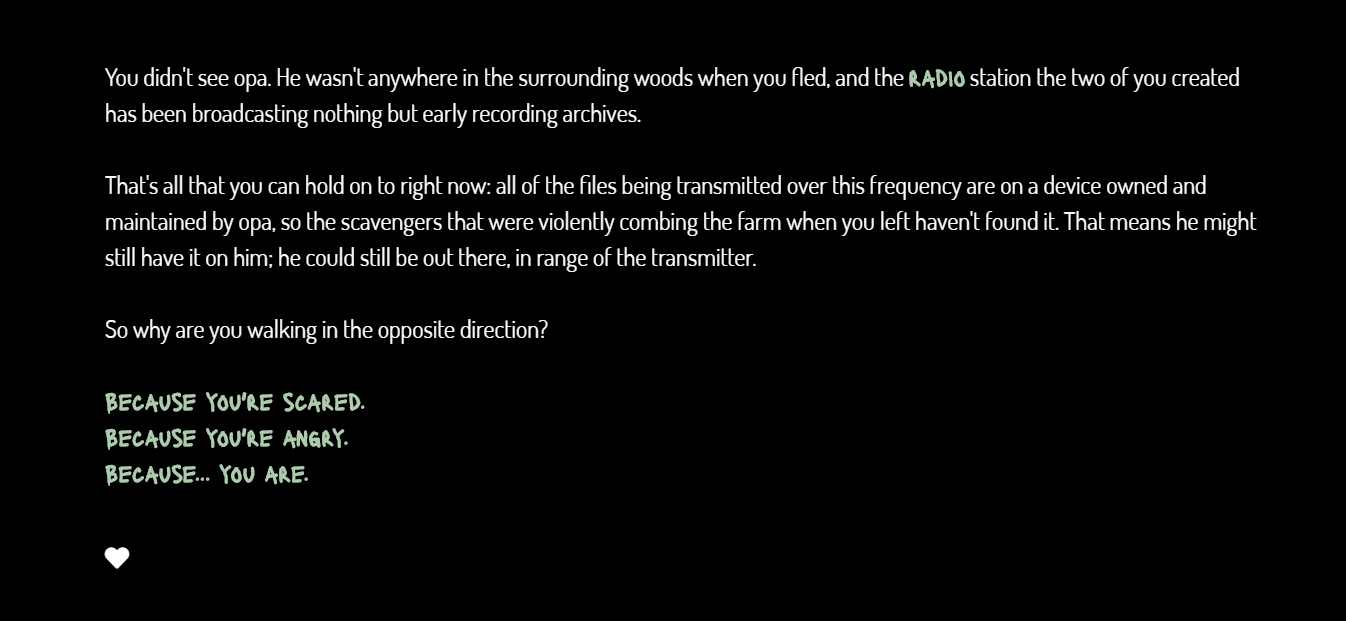 You didn't see opa. He wasn't anywhere in the surrounding woods when you fled, and the RADIO station the two of you created
has been broadcasting nothing but early recording archives.
That's all that you can hold on to right now: all of the files being transmitted over this frequency are on a device owned and
maintained by opa, so the scavengers that were violently combing the farm when you left haven't found it. That means he might
still have it on him; he could still be out there, in range of the transmitter.
So why are you walking in the opposite direction?
BECAUSE YOU'RE SCARED.
BECAUSE YOU'RE ANGRY.
BECAUSE... YOU ARE.